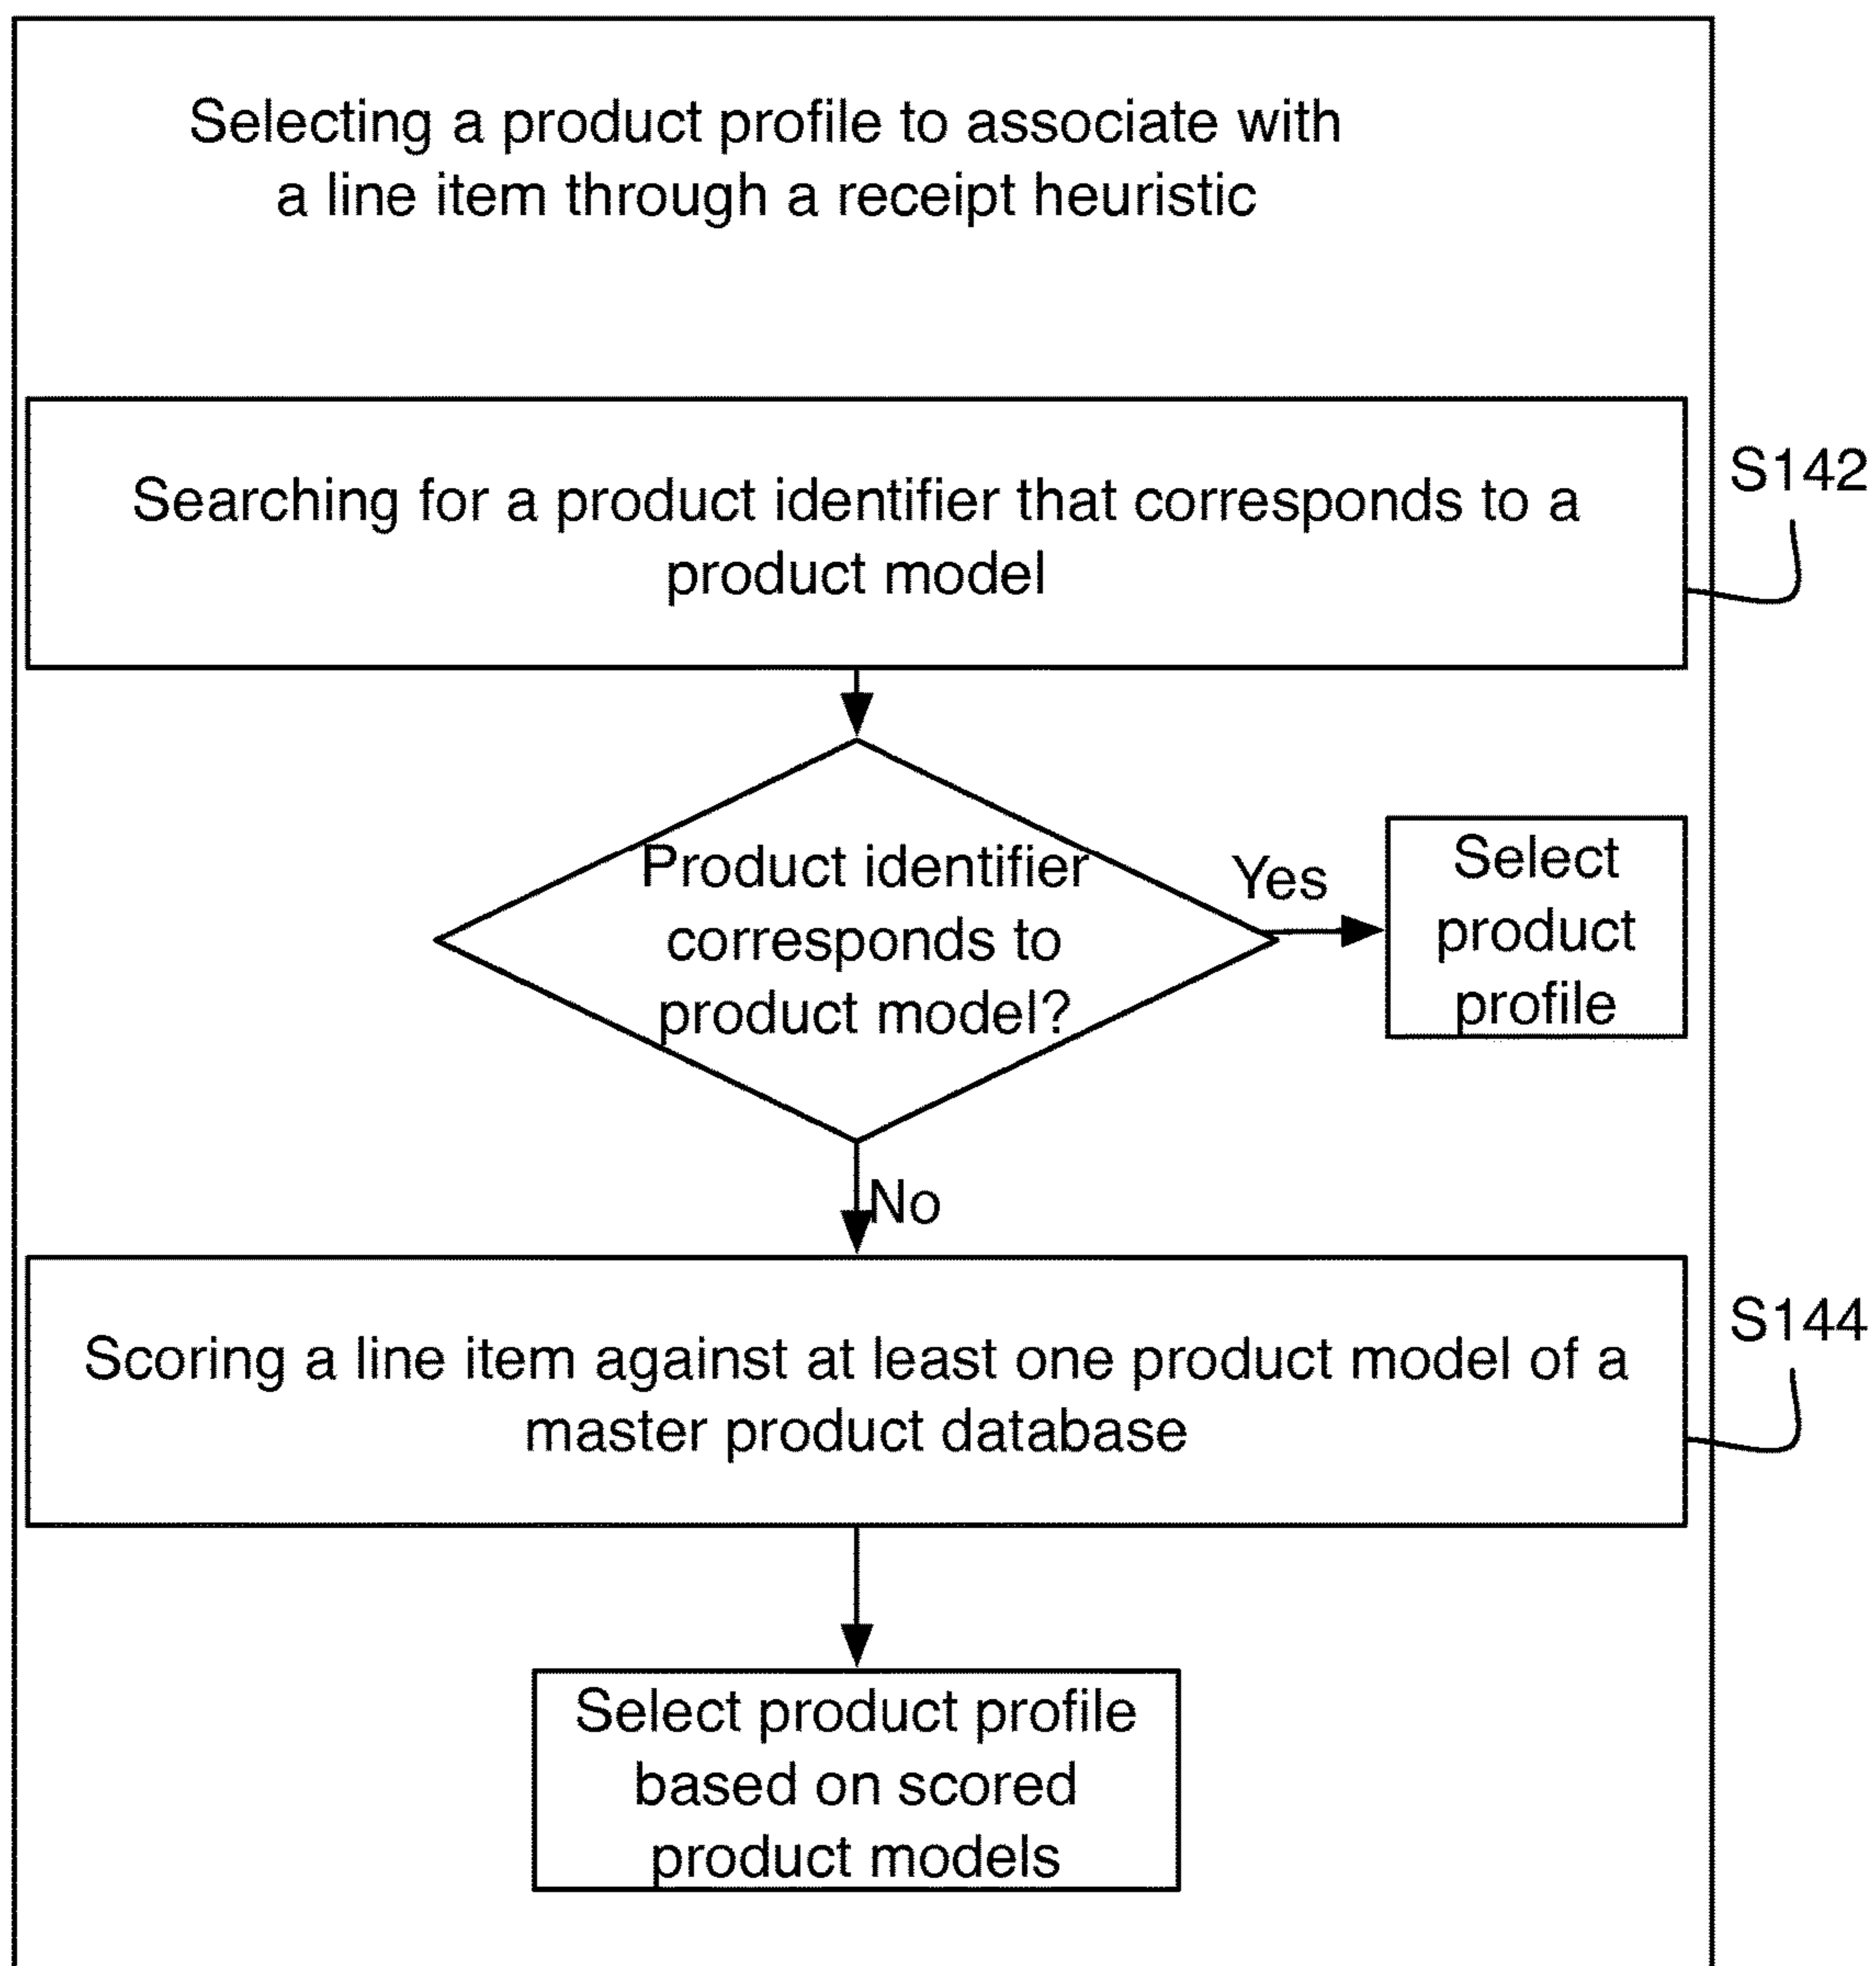 Selecting a product profile to associate with
a line item through a receipt heuristic
Searching for a product identifier that corresponds to a
product model
S142
Product identifier
corresponds to
product model?
Yes
Select
product
profile
No
Scoring a line item against at least one product model of a
master product database
S144
Select product profile
based on scored
product models